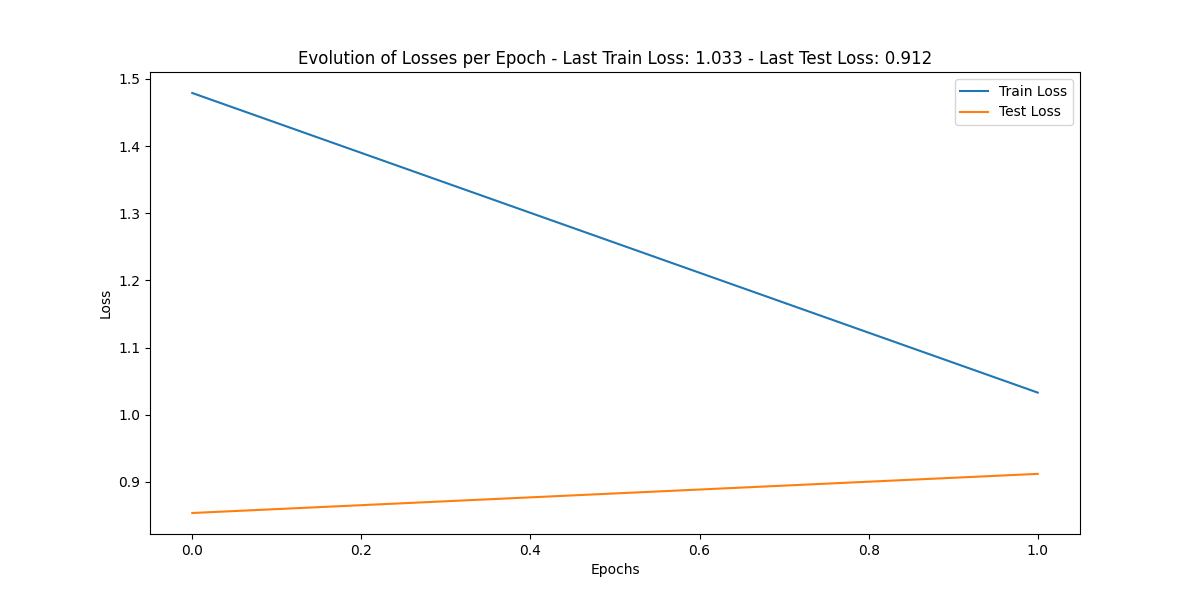 Evolution of Losses per Epoch - Last Train Loss: 1.033 - Last Test Loss: 0.912
Train Loss
Test Loss
1.5
1.4
1.3
1.2
1.1
1.0
0.9
Loss
0.0 0.2 0.4 0.6 0.8 1.0
Epochs